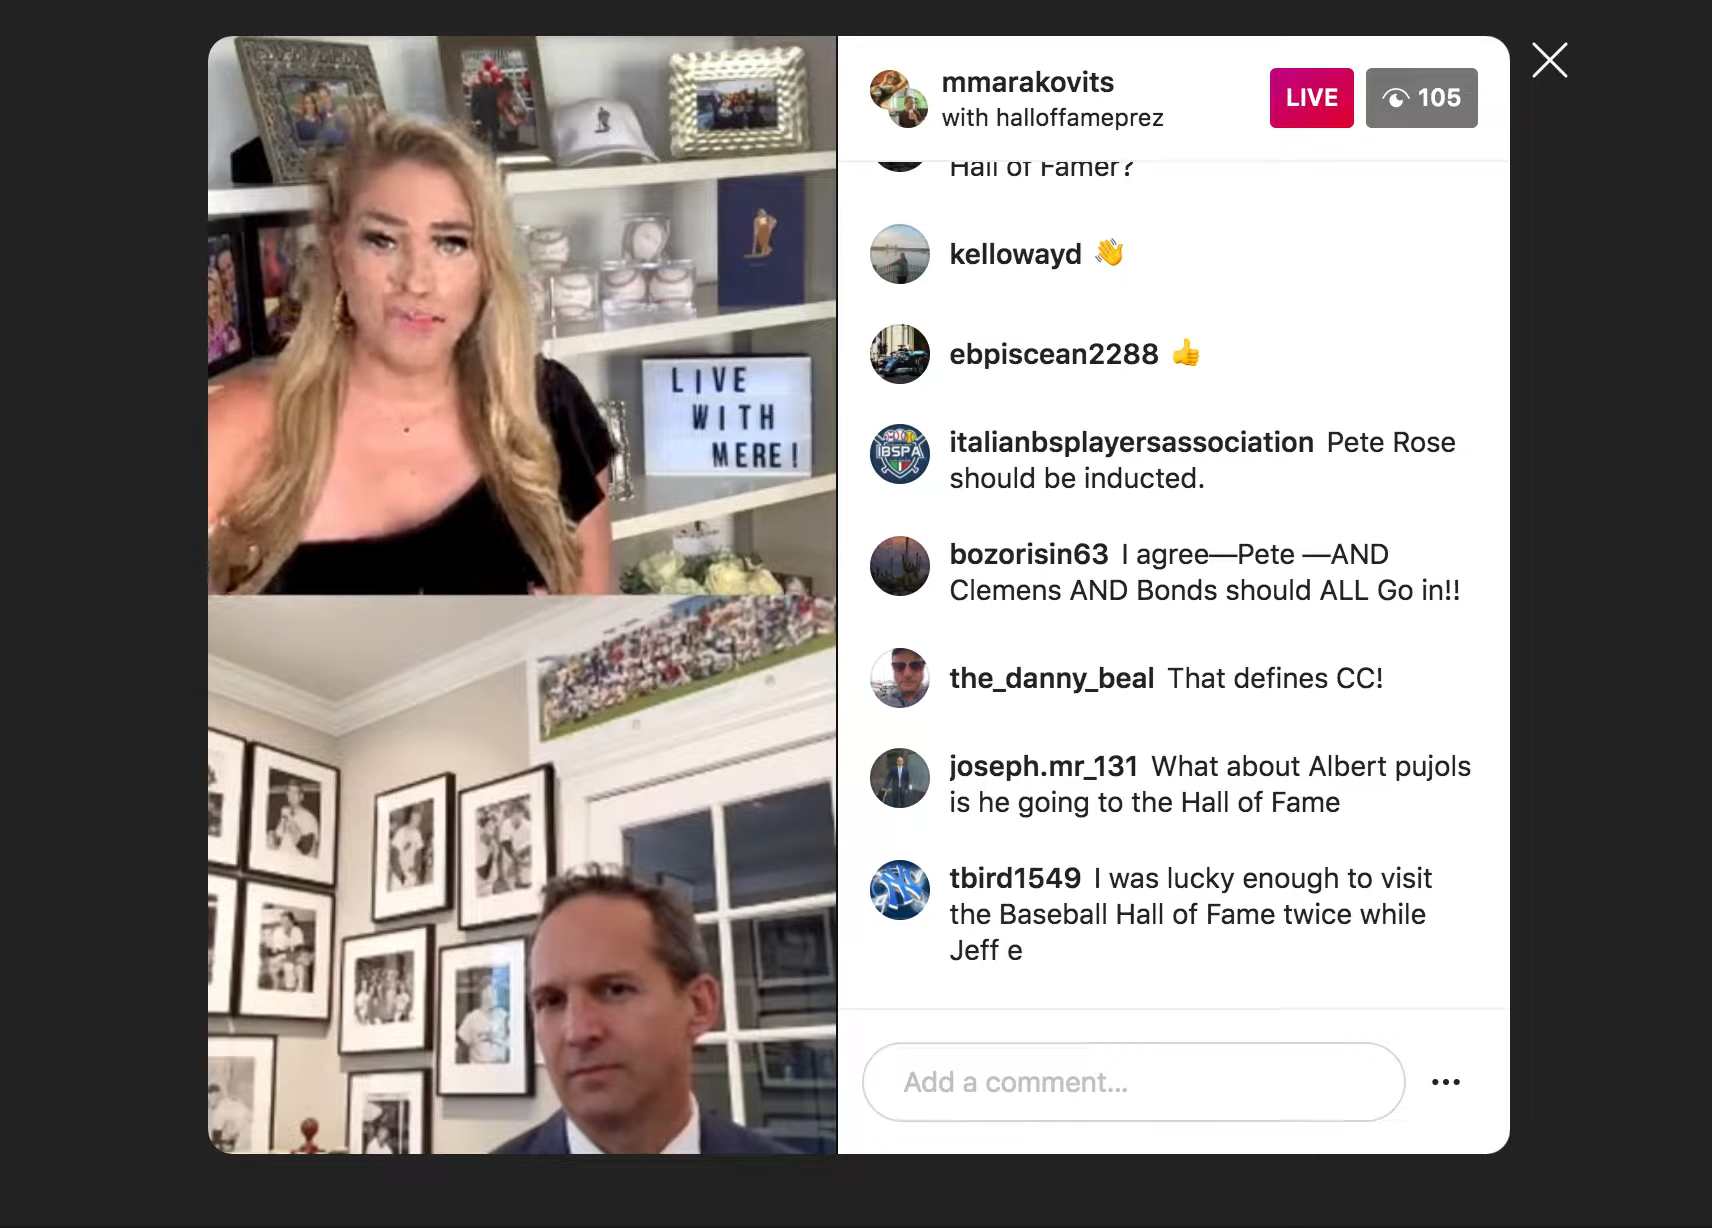 LIVE
WITH
MERE!
mmarakovits
with halloffameprez
LIVE
105
Hall of Famer?
kellowayd 👋
ebpiscean2288 👍
IBSPA
italianbsplayersassociation Pete Rose
should be inducted.
bozorisin63 I agree—Pete —AND
Clemens AND Bonds should ALL Go in!!
the_danny_beal That defines CC!
joseph.mr_131 What about Albert pujols
is he going to the Hall of Fame
tbird1549 I was lucky enough to visit
the Baseball Hall of Fame twice while
Jeff e
Add a comment...